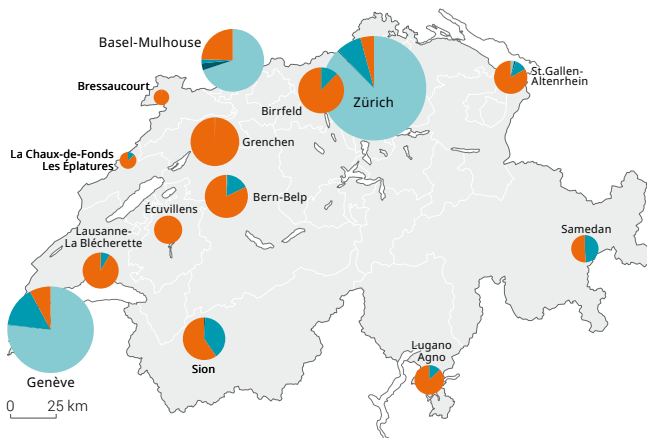 Basel-Mulhouse
Bressaucourt
Birrfeld
Zürich
St.Gallen-
Altenrhein
La Chaux-de-Fonds
Les Éplatures
Grenchen
Bern-Belp
Écuvillens
Lausanne-
La Blécherette
Samedan
Genève
Sion
Lugano
Agno
0 25 km